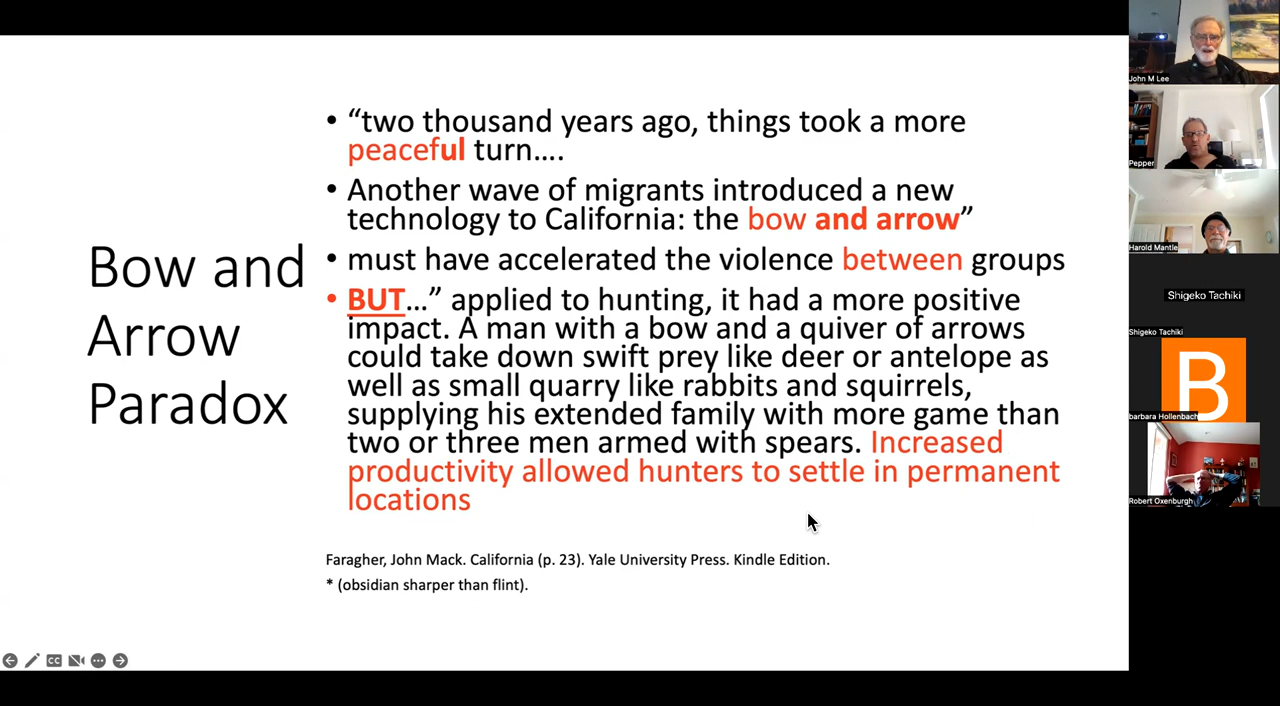 Bow and
Arrow
Paradox
• “two thousand years ago, things took a more
peaceful turn….
• Another wave of migrants introduced a new
technology to California: the bow and arrow”
• must have accelerated the violence between groups
• BUT…” applied to hunting, it had a more positive
impact. A man with a bow and a quiver of arrows
could take down swift prey like deer or antelope as
well as small quarry like rabbits and squirrels,
supplying his extended family with more game than
two or three men armed with spears. Increased
productivity allowed hunters to settle in permanent
locations
Faragher, John Mack. California (p. 23). Yale University Press. Kindle Edition.
* (obsidian sharper than flint).
CC
John M Lee
Pepper
Harold Mantle
Shigeko Tachiki
Shigeko Tachiki
B
barbara Hollenbach
Robert Oxenburgh